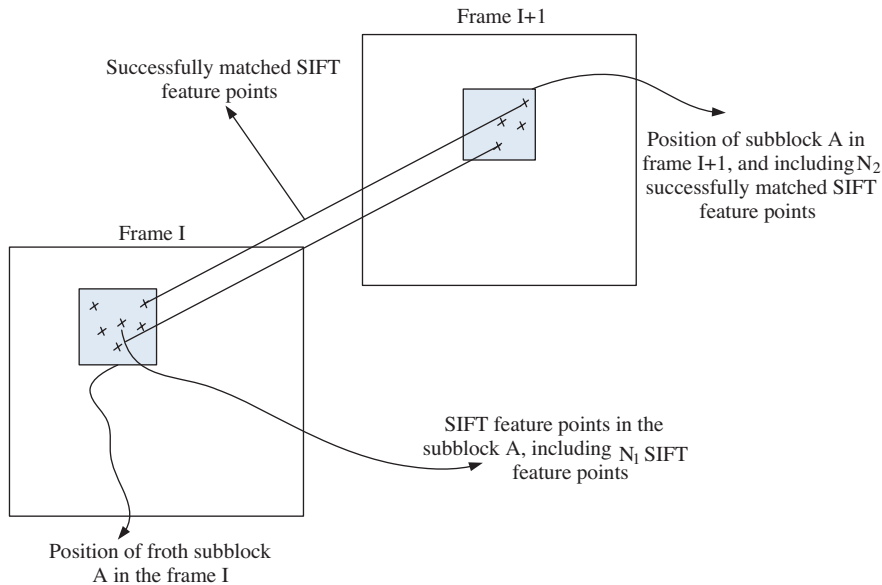 Frame I+1
Successfully matched SIFT
feature points
Position of subblock A in
frame I+1, and including N2
successfully matched SIFT
feature points
Frame I
SIFT feature points in the
subblock A, including N1 SIFT
feature points
Position of froth subblock
A in the frame I